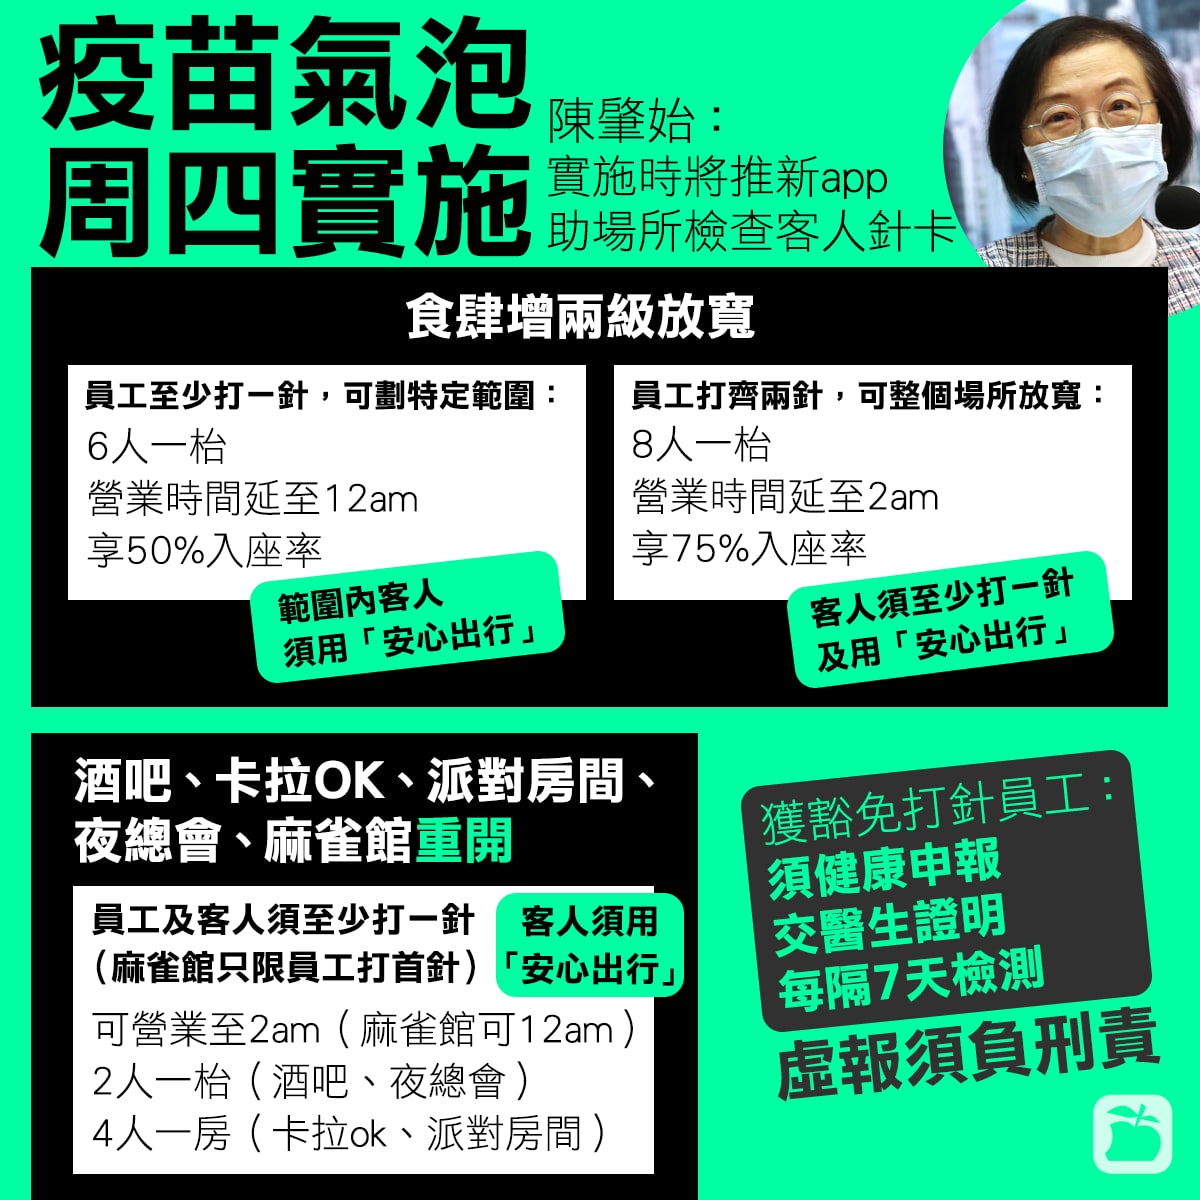 疫苗氣泡
周四實施
陳肇始：
實施時將推新app
助場所檢查客人針卡
食肆增兩級放寬
員工至少打一針，可劃特定範圍：
6人一枱
營業時間延至12am
享50%入座率
範圍內客人
須用「安心出行」
員工打齊兩針，可整個場所放寬：
8人一枱
營業時間延至2am
享75%入座率
客人須至少打一針
及用「安心出行」
酒吧、卡拉OK、派對房間、
夜總會、麻雀館重開
員工及客人須至少打一針
（麻雀館只限員工打首針）
客人須用
「安心出行」
可營業至2am（麻雀館可12am）
2人一枱（酒吧、夜總會）
4人一房（卡拉ok、派對房間）
獲豁免打針員工：
須健康申報
交醫生證明
每隔7天檢測
虛報須負刑責